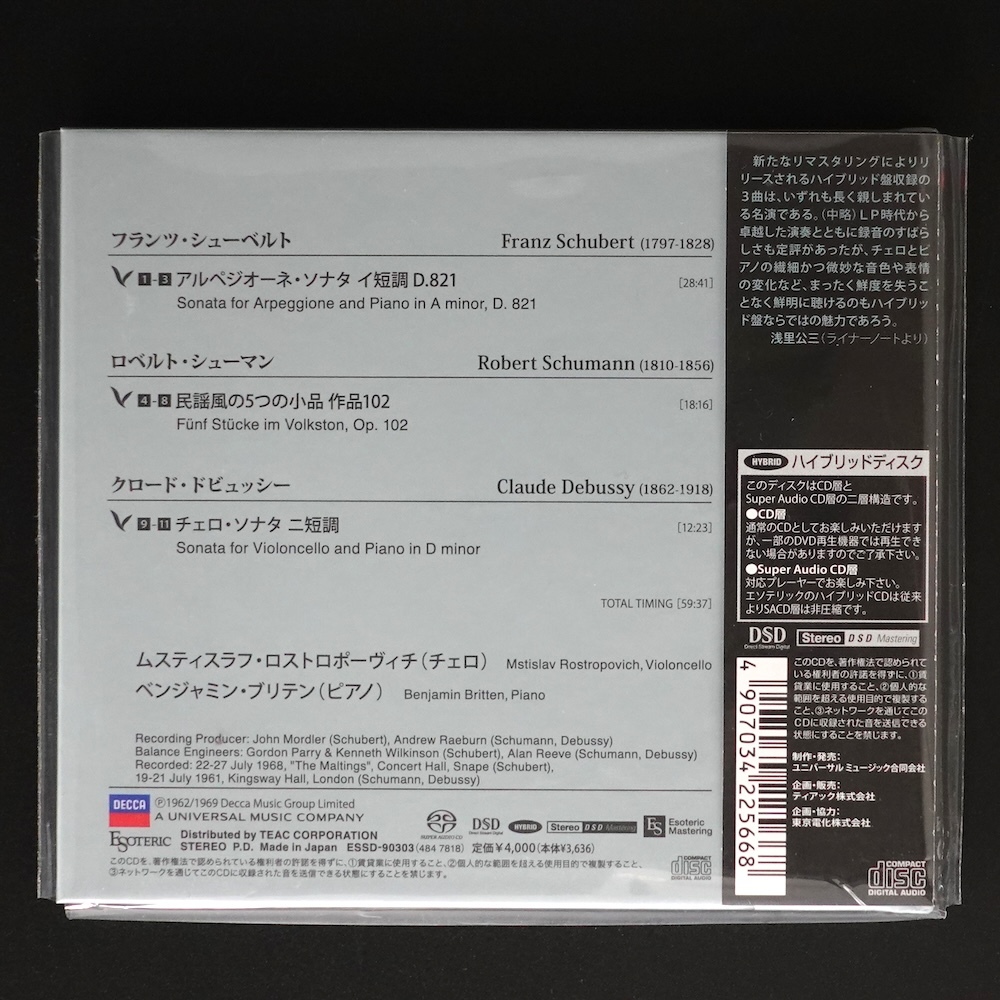 フランツ・シューベルト Franz Schubert (1797-1828)
1-3 アルペジオーネ・ソナタ イ短調 D.821 [28:41]
Sonata for Arpeggione and Piano in A minor, D. 821
ロベルト・シューマン Robert Schumann (1810-1856)
4-8 民謡風の5つの小品 作品102 [18:16]
Fünf Stücke im Volkston, Op. 102
クロード・ドビュッシー Claude Debussy (1862-1918)
9-11 チェロ・ソナタ ニ短調 [12:23]
Sonata for Violoncello and Piano in D minor
TOTAL TIMING [59:37]
ムスティスラフ・ロストロポーヴィチ(チェロ) Mstislav Rostropovich, Violoncello
ベンジャミン・ブリテン(ピアノ) Benjamin Britten, Piano
Recording Producer: John Mordler (Schubert), Andrew Raeburn (Schumann, Debussy)
Balance Engineers: Gordon Parry & Kenneth Wilkinson (Schubert), Alan Reeve (Schumann, Debussy)
Recorded: 22-27 July 1968, "The Maltings", Concert Hall, Snape (Schubert),
19-21 July 1961, Kingsway Hall, London (Schumann, Debussy)
DECCA
Ⓟ1962/1969 Decca Music Group Limited
A UNIVERSAL MUSIC COMPANY
SUPER AUDIO CD DSD HYBRID Stereo DSD Mastering ES Esoteric Mastering
ESOTERIC
Distributed by TEAC CORPORATION
STEREO P.D. Made in Japan ESSD-90303 (484 7818) 定価¥4,000(本体¥3,636)
このCDを、著作権法で認められている権利者の許諾を得ずに、①賃貸業に使用すること、②個人的な範囲を超える使用目的で複製すること、
③ネットワークを通じてこのCDに収録された音を送信できる状態にすることを禁じます。
COMPACT disc DIGITAL AUDIO
新たなリマスタリングによりリ
リースされるハイブリッド盤収録の
3曲は、いずれも長く親しまれてい
る名演である。(中略)LP時代から
卓越した演奏とともに録音のすばら
しさも定評があったが、チェロとピ
アノの繊細かつ微妙な音色や表情
の変化など、まったく鮮度を失うこ
となく鮮明に聴けるのもハイブリッ
ド盤ならではの魅力であろう。
浅里公三(ライナーノートより)
HYBRID ハイブリッドディスク
このディスクはCD層と
Super Audio CD層の二層構造です。
●CD層
通常のCDとしてお楽しみいただけます
が、一部のDVD再生機器では再生でき
ない場合がありますのでご了承下さい。
●Super Audio CD層
対応プレーヤーでお楽しみ下さい。
エソテリックのハイブリッドCDは従来
よりSACD層は非圧縮です。
DSD Direct Stream Digital Stereo DSD Mastering
4 907034 225668
このCDを、著作権法で認められて
いる権利者の許諾を得ずに、①賃
貸業に使用すること、②個人的な
範囲を超える使用目的で複製する
こと、③ネットワークを通じてこの
CDに収録された音を送信できる
状態にすることを禁じます。
制作・発売:
ユニバーサル ミュージック合同会社
企画・販売:
ティアック株式会社
企画・協力:
東京電化株式会社
COMPACT disc DIGITAL AUDIO